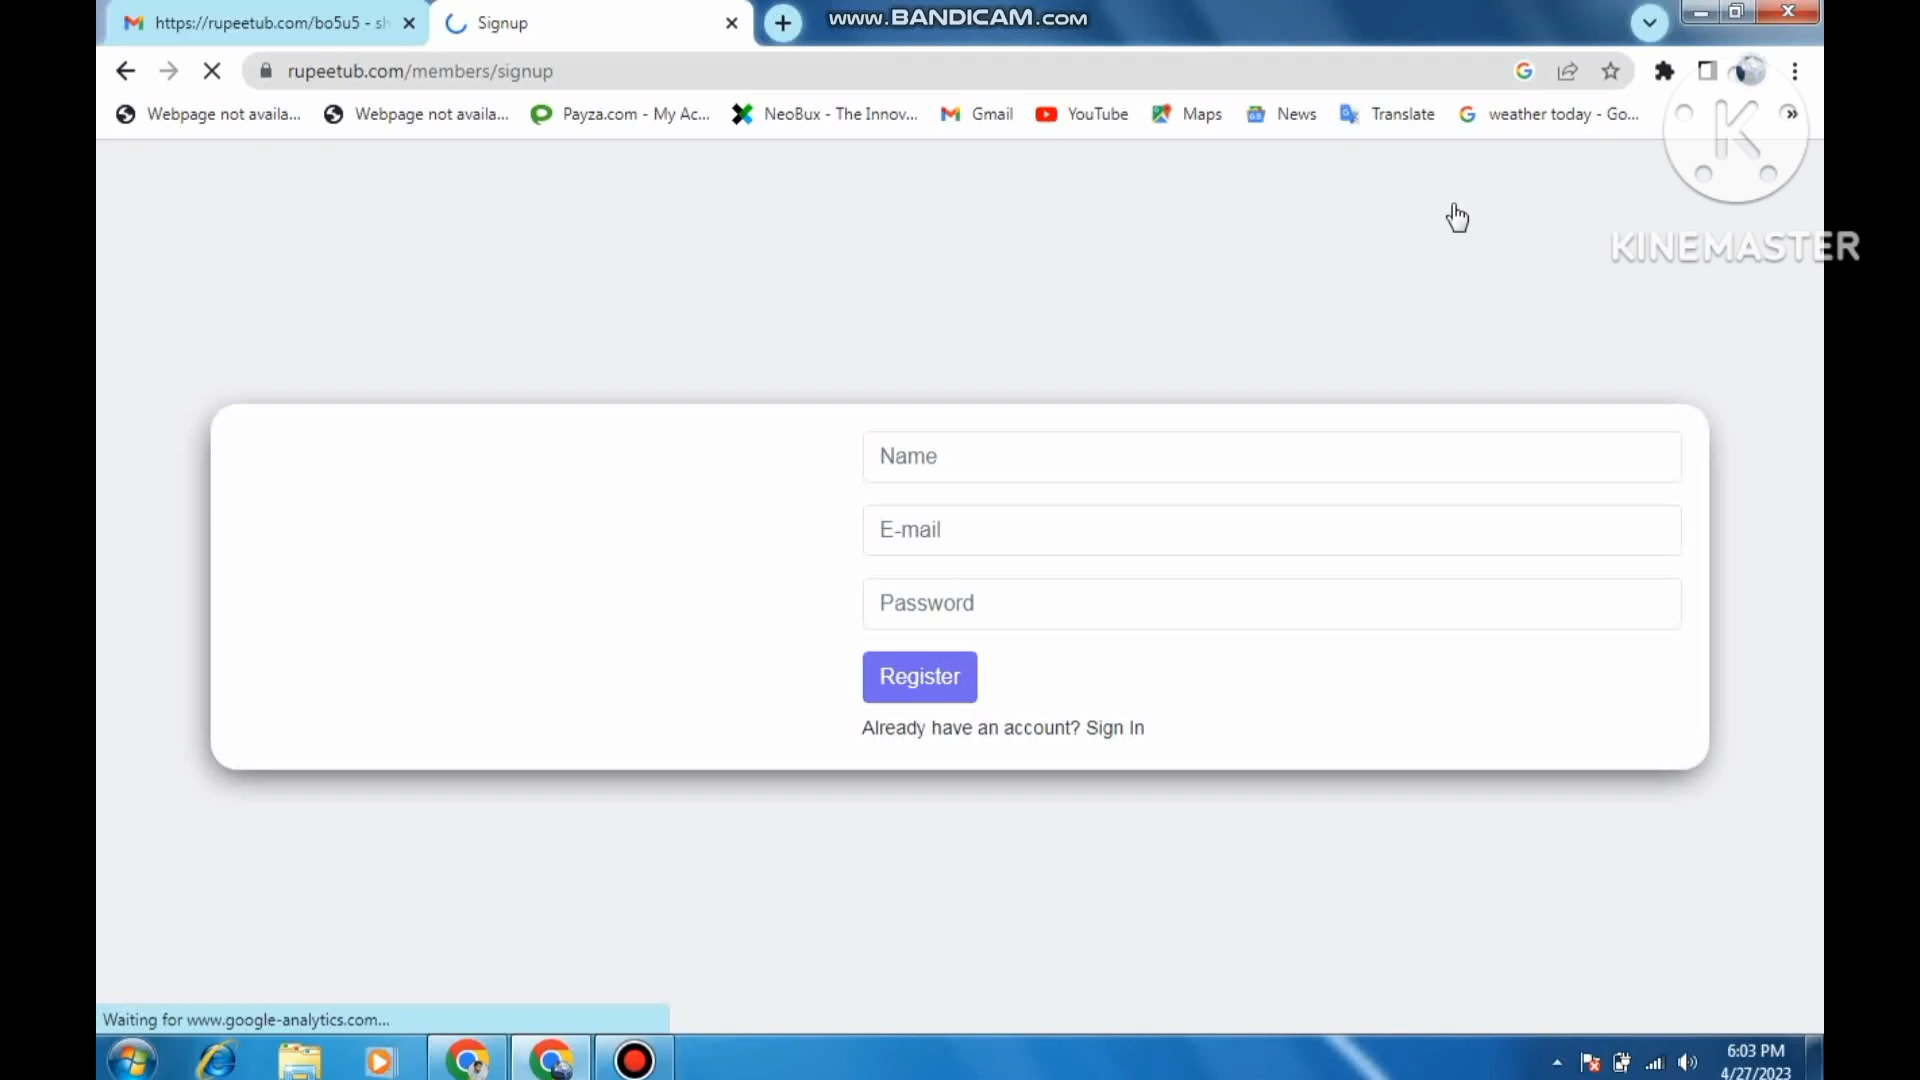 https://rupeetub.com/bo5u5 - sh
Signup
www.BANDICAM.com
rupeetub.com/members/signup
Webpage not availa...
Webpage not availa...
Payza.com - My Ac...
NeoBux - The Innov...
Gmail
YouTube
Maps
News
Translate
weather today - Go...
»
K
KINEMASTER
Name
E-mail
Password
Register
Already have an account? Sign In
Waiting for www.google-analytics.com...
6:03 PM
4/27/2023